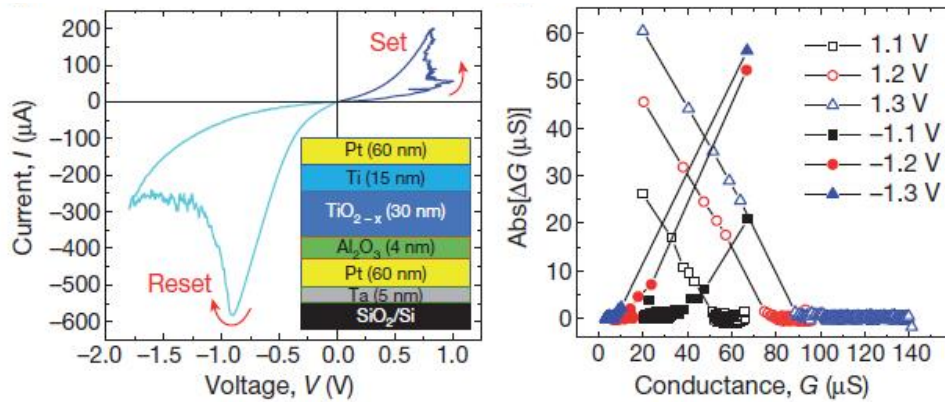 Current, I (μA)
200
100
0
−100
−200
−300
−400
−500
−600
Set
Reset
Pt (60 nm)
Ti (15 nm)
TiO2 − x (30 nm)
Al2O3 (4 nm)
Pt (60 nm)
Ta (5 nm)
SiO2/Si
−2.0 −1.5 −1.0 −0.5 0.0 0.5 1.0
Voltage, V (V)
Abs[ΔG (μS)]
60
50
40
30
20
10
0
1.1 V
1.2 V
1.3 V
−1.1 V
−1.2 V
−1.3 V
0 20 40 60 80 100 120 140
Conductance, G (μS)